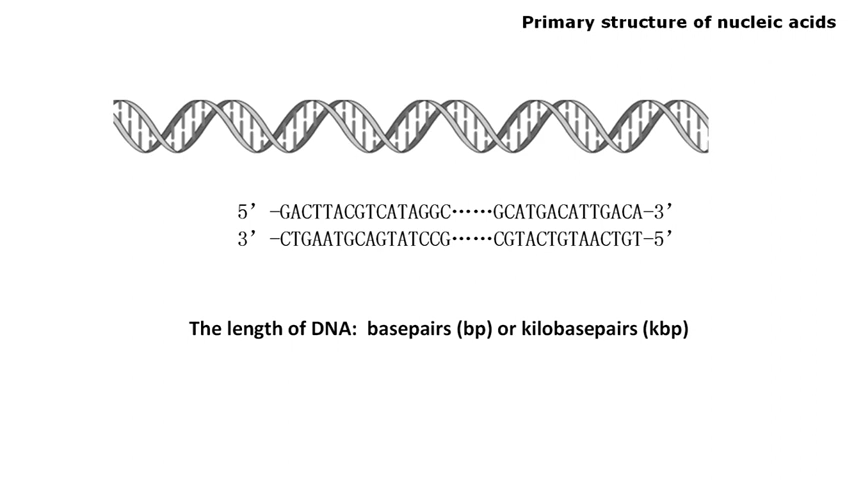 Primary structure of nucleic acids
5’ -GACTTACGTCATAGGC……GCATGACATTGACA-3’
3’ -CTGAATGCAGTATCCG……CGTACTGTAACTGT-5’
The length of DNA: basepairs (bp) or kilobasepairs (kbp)